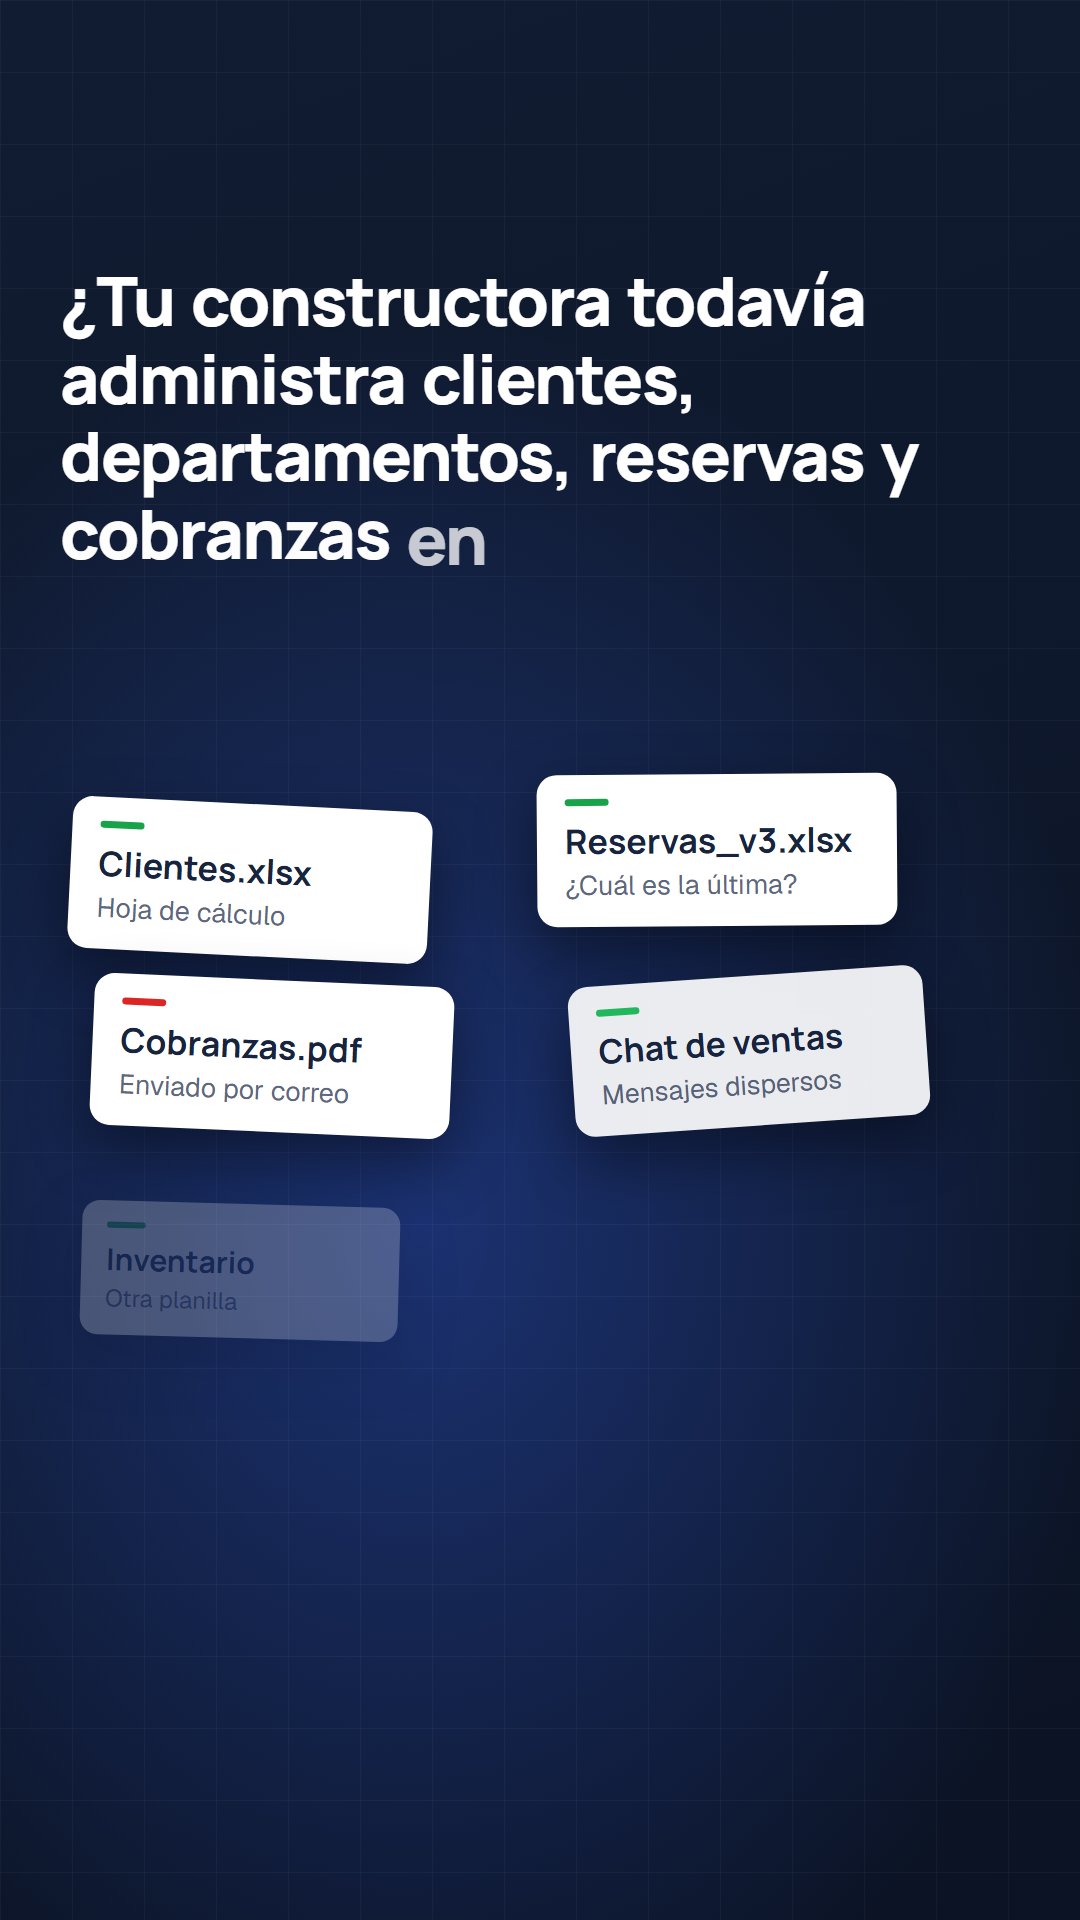 ¿Tu constructora todavía
administra clientes,
departamentos, reservas y
cobranzas en
Clientes.xlsx
Hoja de cálculo
Reservas_v3.xlsx
¿Cuál es la última?
Cobranzas.pdf
Enviado por correo
Chat de ventas
Mensajes dispersos
Inventario
Otra planilla